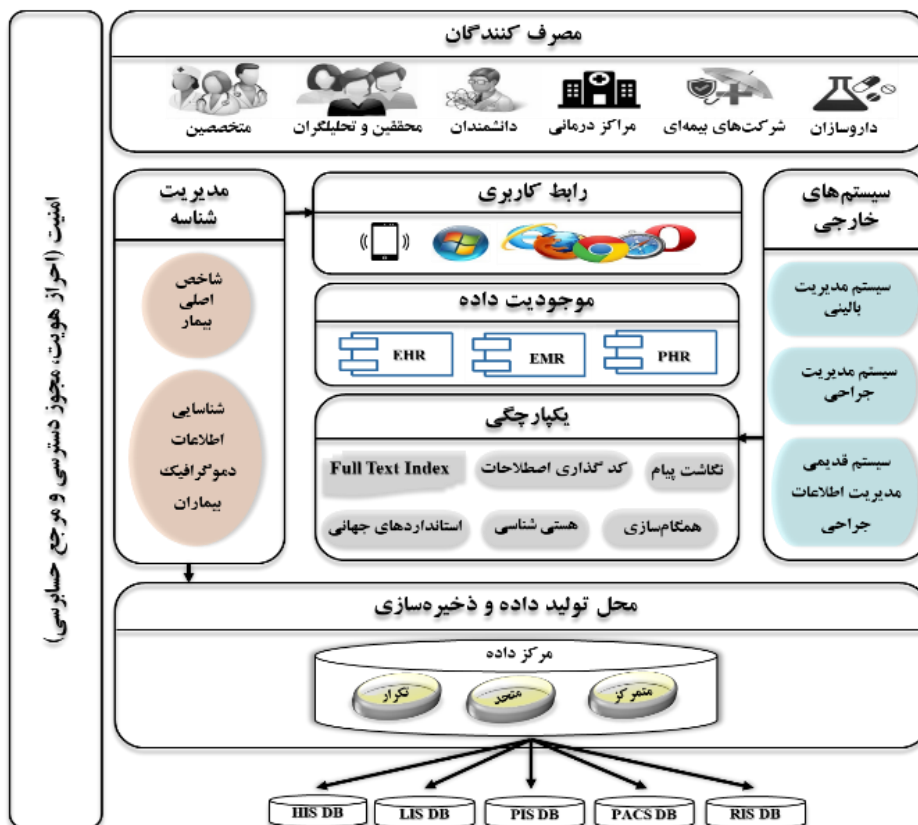 مصرف کنندگان
داروسازان
شرکت‌های بیمه‌ای
مراکز درمانی
دانشمندان
محققین و تحلیلگران
متخصصین
سیستم‌های
خارجی
سیستم مدیریت
بالینی
سیستم مدیریت
جراحی
سیستم قدیمی
مدیریت اطلاعات
جراحی
رابط کاربری
موجودیت داده
PHR
EMR
EHR
یکپارچگی
نگاشت پیام
کد گذاری اصطلاحات
Full Text Index
همگام‌سازی
هستی شناسی
استانداردهای جهانی
مدیریت
شناسه
شاخص
اصلی
بیمار
شناسایی
اطلاعات
دموگرافیک
بیماران
امنیت (احراز هویت، مجوز دسترسی و مرجع حسابرسی)
محل تولید داده و ذخیره‌سازی
مرکز داده
متمرکز
متحد
تکرار
HIS DB
LIS DB
PIS DB
PACS DB
RIS DB